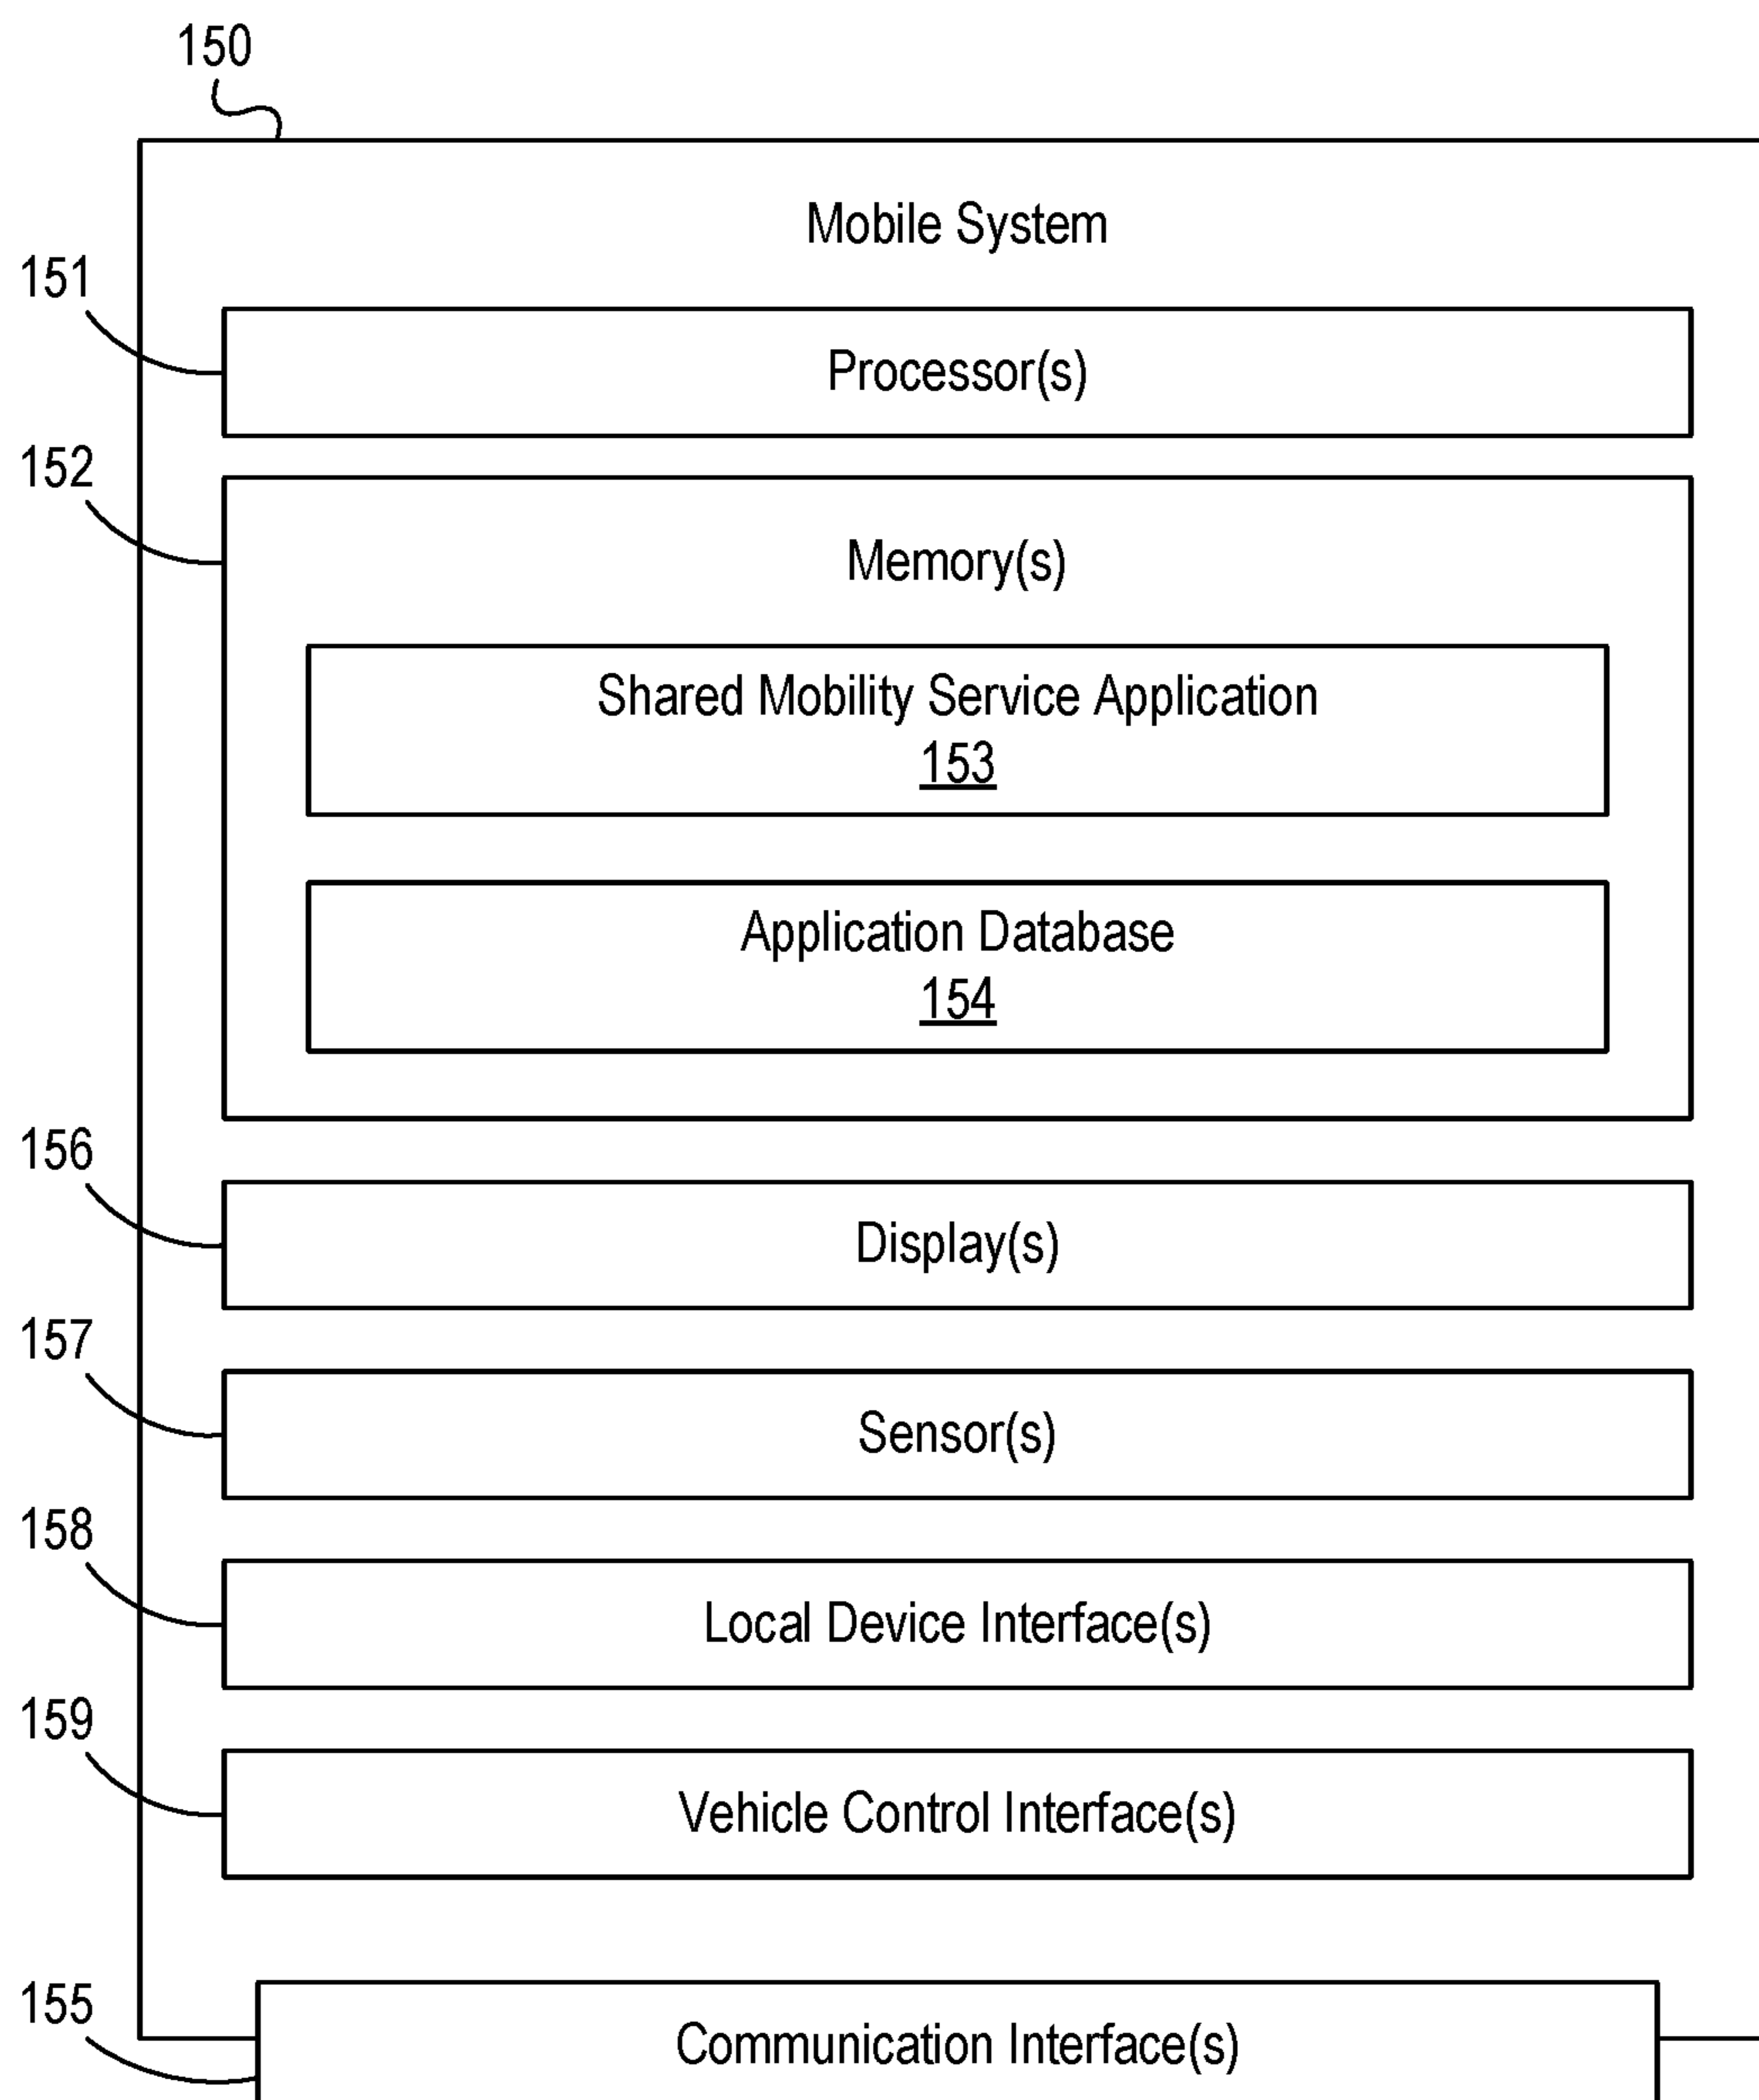 150
Mobile System
151
Processor(s)
152
Memory(s)
Shared Mobility Service Application
153
Application Database
154
156
Display(s)
157
Sensor(s)
158
Local Device Interface(s)
159
Vehicle Control Interface(s)
155
Communication Interface(s)